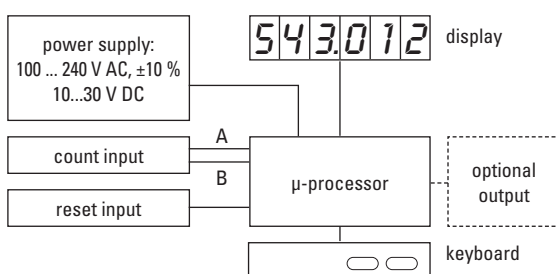 power supply:
100 ... 240 V AC, ±10 %
10...30 V DC
543.012
display
count input
A
B
reset input
µ-processor
optional
output
keyboard